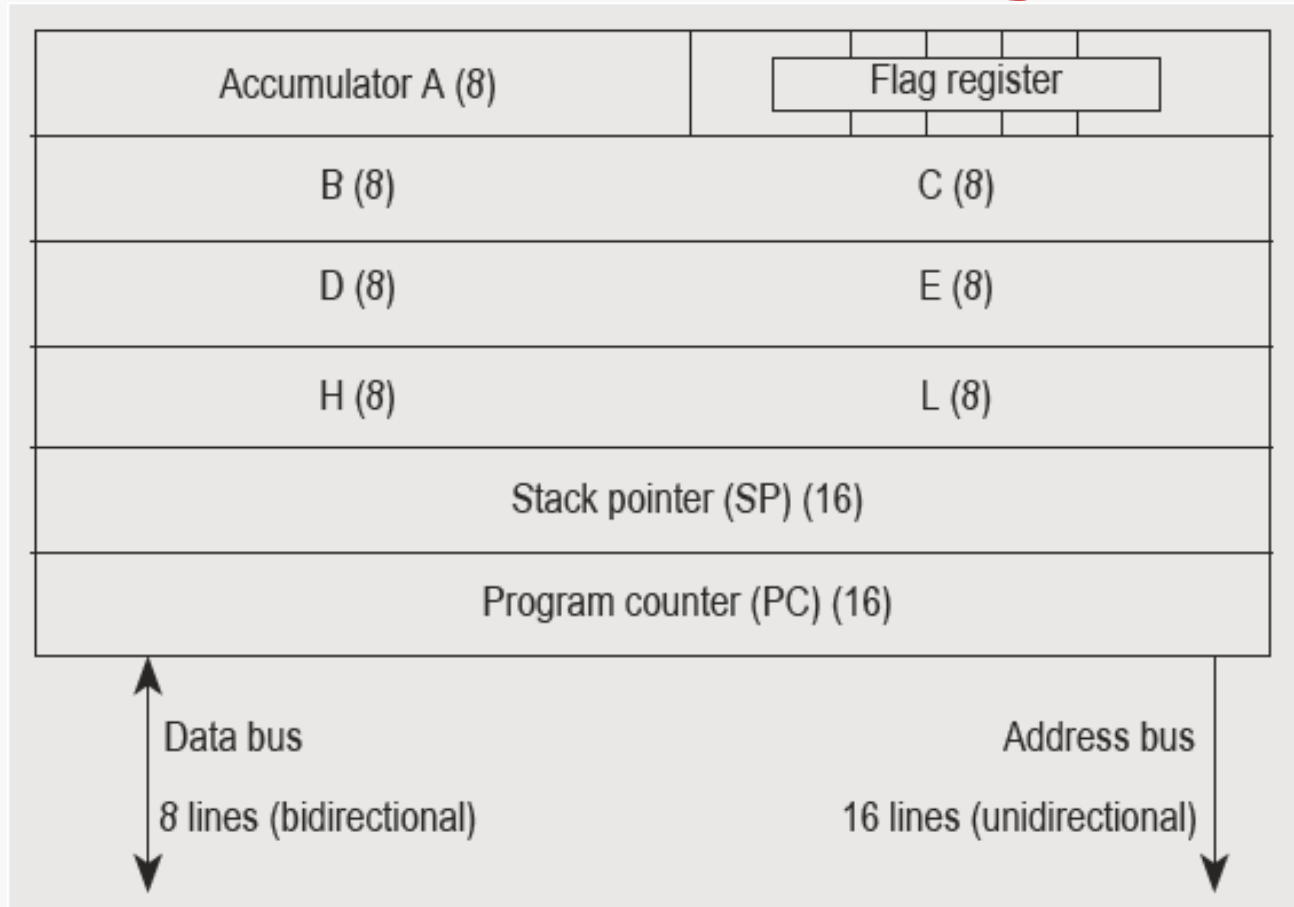 Accumulator A (8)
Flag register
B (8)
C (8)
D (8)
E (8)
H (8)
L (8)
Stack pointer (SP) (16)
Program counter (PC) (16)
Data bus
Address bus
8 lines (bidirectional)
16 lines (unidirectional)